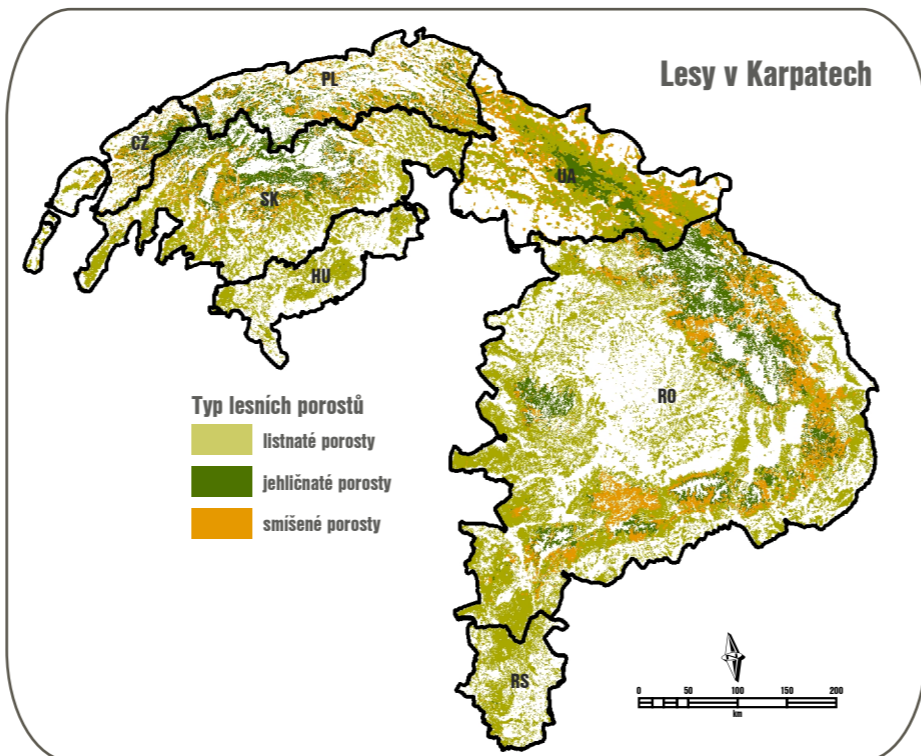 Lesy v Karpatech
PL
CZ
SK
UA
HU
RO
RS
Typ lesních porostů
listnaté porosty
jehličnaté porosty
smíšené porosty
N
0 50 100 150 200
km